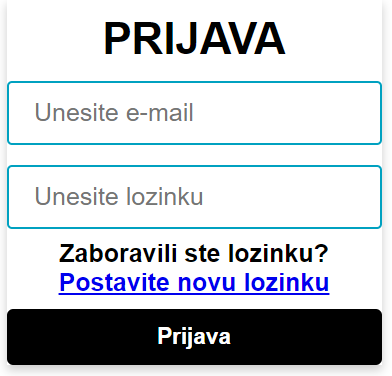 PRIJAVA
Unesite e-mail
Unesite lozinku
Zaboravili ste lozinku?
Postavite novu lozinku
Prijava